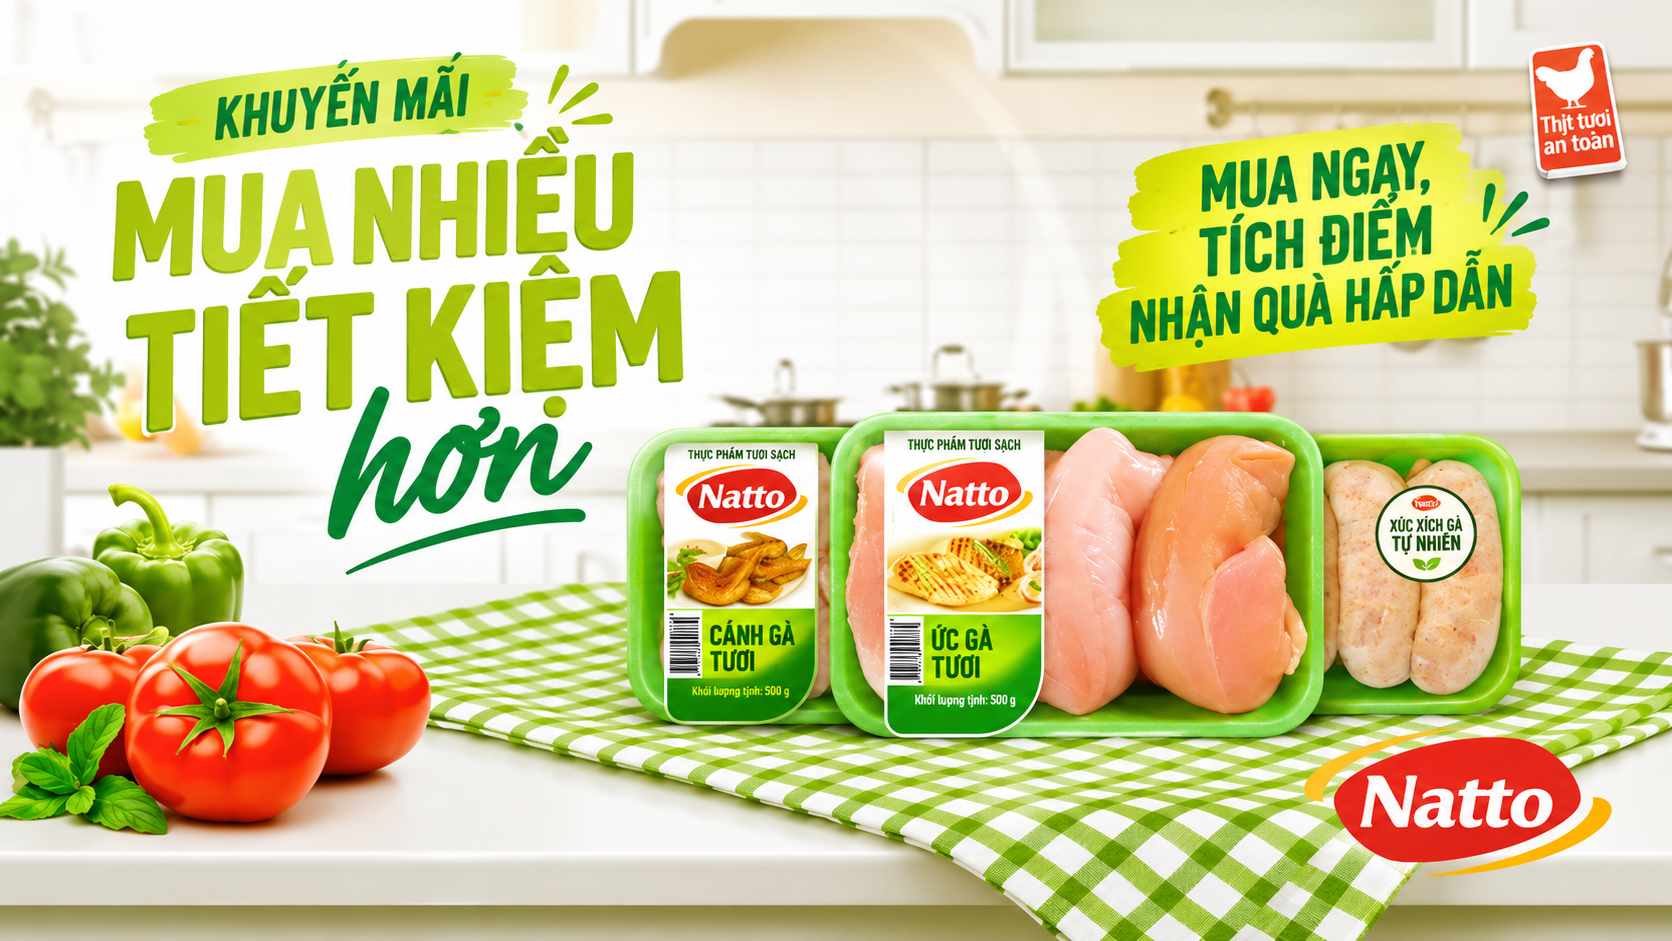 KHUYẾN MÃI
MUA NHIỀU
TIẾT KIỆM
hơn
MUA NGAY,
TÍCH ĐIỂM
NHẬN QUÀ HẤP DẪN
Thịt tươi
an toàn
THỰC PHẨM TƯƠI SẠCH
Natto
CÁNH GÀ
TƯƠI
Khối lượng tịnh: 500 g
THỰC PHẨM TƯƠI SẠCH
Natto
ỨC GÀ
TƯƠI
Khối lượng tịnh: 500 g
XÚC XÍCH GÀ
TỰ NHIÊN
Natto